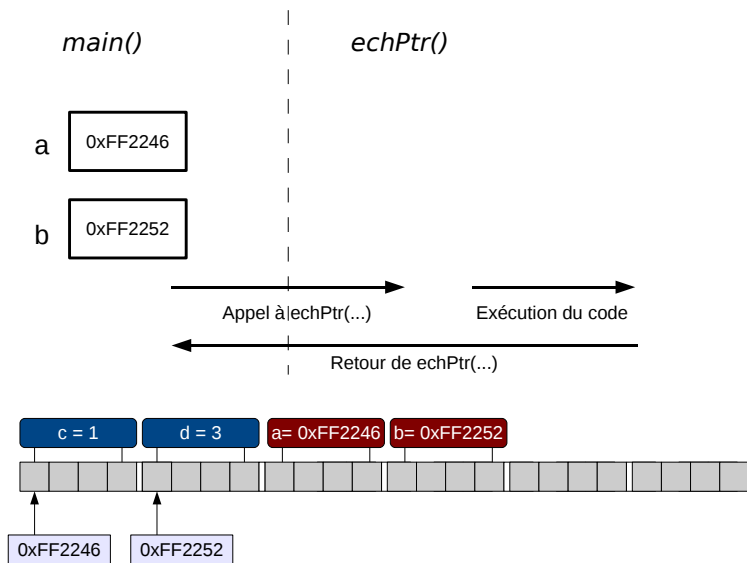 main() echPtr()
a 0xFF2246
b 0xFF2252
Appel à echPtr(...) Exécution du code
Retour de echPtr(...)
c = 1 d = 3 a= 0xFF2246 b= 0xFF2252
0xFF2246 0xFF2252